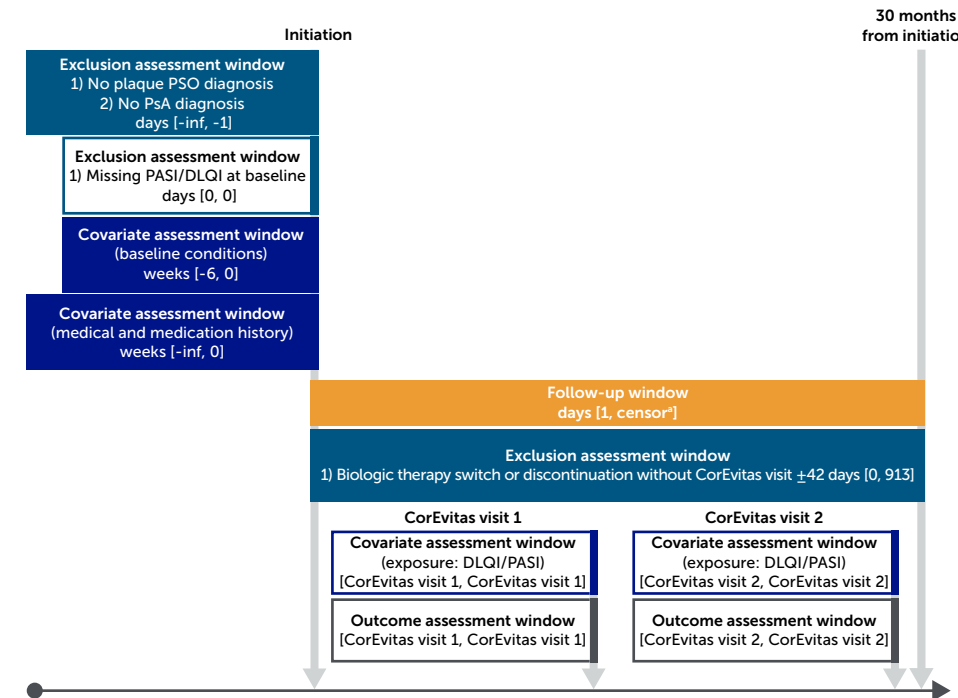 Initiation
30 months
from initiatio
Exclusion assessment window
1) No plaque PSO diagnosis
2) No PsA diagnosis
days [-inf, -1]
Exclusion assessment window
1) Missing PASI/DLQI at baseline
days [0, 0]
Covariate assessment window
(baseline conditions)
weeks [-6, 0]
Covariate assessment window
(medical and medication history)
weeks [-inf, 0]
Follow-up window
days [1, censorª]
Exclusion assessment window
1) Biologic therapy switch or discontinuation without CorEvitas visit ±42 days [0, 913]
CorEvitas visit 1
Covariate assessment window
(exposure: DLQI/PASI)
[CorEvitas visit 1, CorEvitas visit 1]
Outcome assessment window
[CorEvitas visit 1, CorEvitas visit 1]
CorEvitas visit 2
Covariate assessment window
(exposure: DLQI/PASI)
[CorEvitas visit 2, CorEvitas visit 2]
Outcome assessment window
[CorEvitas visit 2, CorEvitas visit 2]